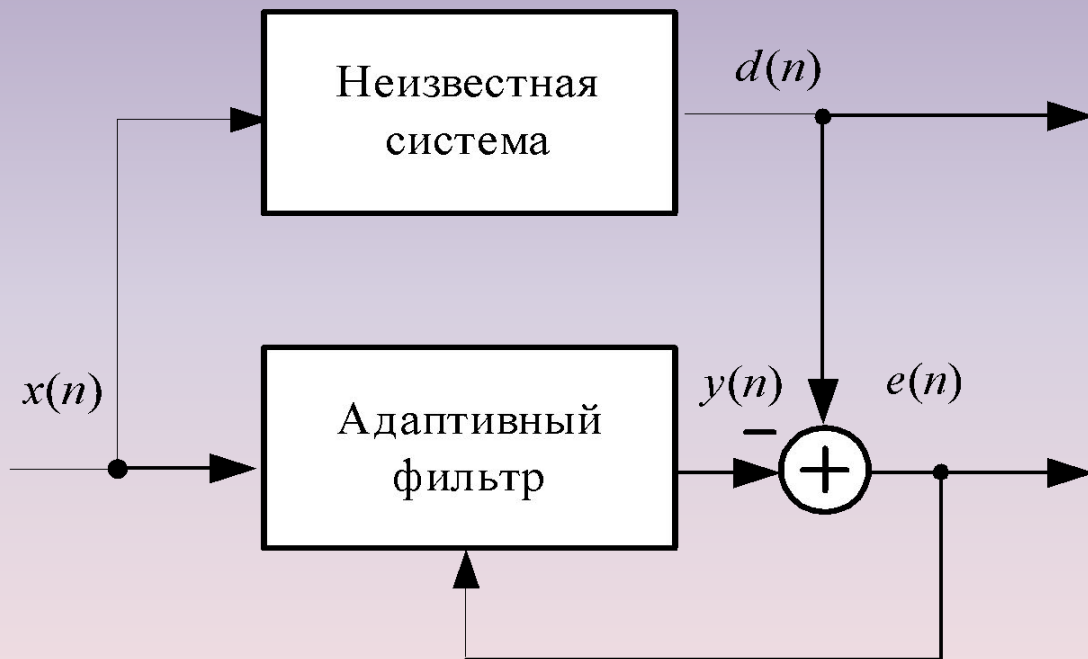 Неизвестная
система
d(n)
x(n)
Адаптивный
фильтр
y(n)
−
+
e(n)